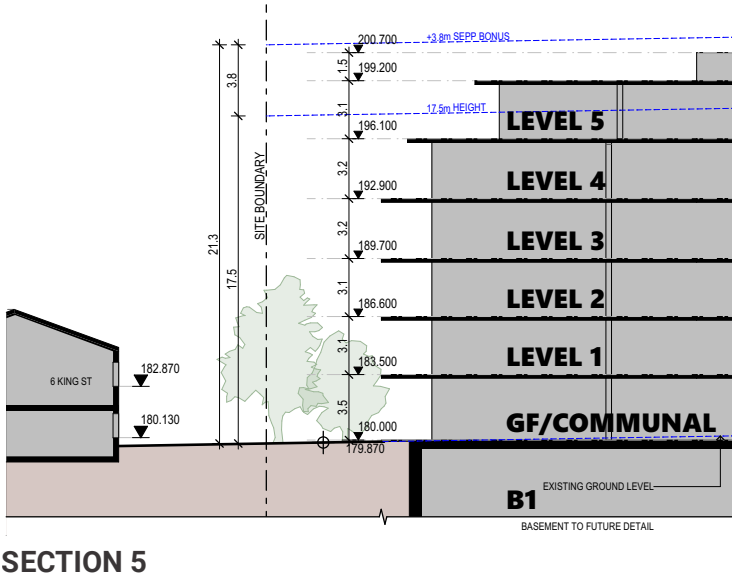 200.700
+3.8m SEPP BONUS
1.5
199.200
3.8
3.1
17.5m HEIGHT
196.100
LEVEL 5
SITE BOUNDARY
3.2
192.900
LEVEL 4
21.3
3.2
189.700
LEVEL 3
17.5
3.1
186.600
LEVEL 2
3.1
183.500
LEVEL 1
182.870
6 KING ST
180.130
3.5
180.000
GF/COMMUNAL
179.870
EXISTING GROUND LEVEL
B1
BASEMENT TO FUTURE DETAIL
SECTION 5